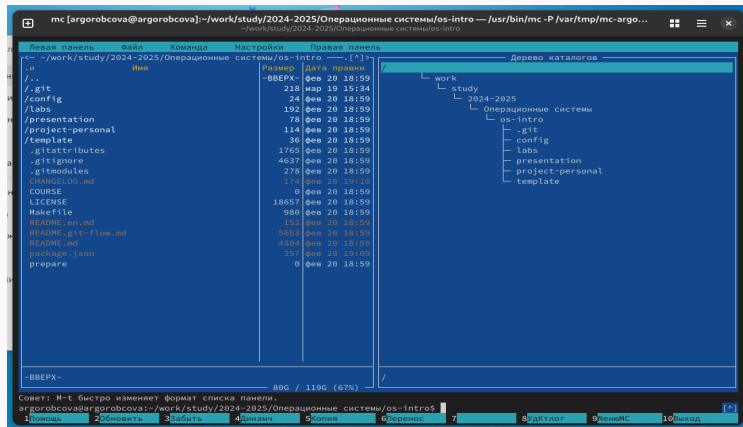 mc [argorobcova@argorobcova]:~/work/study/2024-2025/Операционные системы/os-intro — /usr/bin/mc -P /var/tmp/mc-argo...
~/work/study/2024-2025/Операционные системы/os-intro
Левая панель Файл Команда Настройки Правая панель
<— ~/work/study/2024-2025/Операционные системы/os-intro ——.[^]>
.и Имя Размер Дата правки
/.. -ВВЕРХ- фев 20 18:59
/.git 218 мар 19 15:34
/config 24 фев 20 18:59
/labs 192 фев 20 18:59
/presentation 78 фев 20 18:59
/project-personal 114 фев 20 18:59
/template 36 фев 20 18:59
.gitattributes 1765 фев 20 18:59
.gitignore 4637 фев 20 18:59
.gitmodules 278 фев 20 18:59
CHANGELOG.md 174 фев 20 19:10
COURSE 0 фев 20 18:59
LICENSE 18657 фев 20 18:59
Makefile 980 фев 20 18:59
README.en.md 152 фев 20 18:59
README.git-flow.md 5653 фев 20 18:59
README.md 4304 фев 20 18:59
package.json 357 фев 20 19:09
prepare 0 фев 20 18:59
-ВВЕРХ-
80G / 119G (67%)
Дерево каталогов
/
work
study
2024-2025
Операционные системы
os-intro
.git
config
labs
presentation
project-personal
template
/
Совет: M-t быстро изменяет формат списка панели.
argorobcova@argorobcova:~/work/study/2024-2025/Операционные системы/os-intro$ [^]
1Помощь 2Обновить 3Забыть 4Динамч 5Копия 6Перенос 7 8УдКтлог 9МенюМС 10Выход